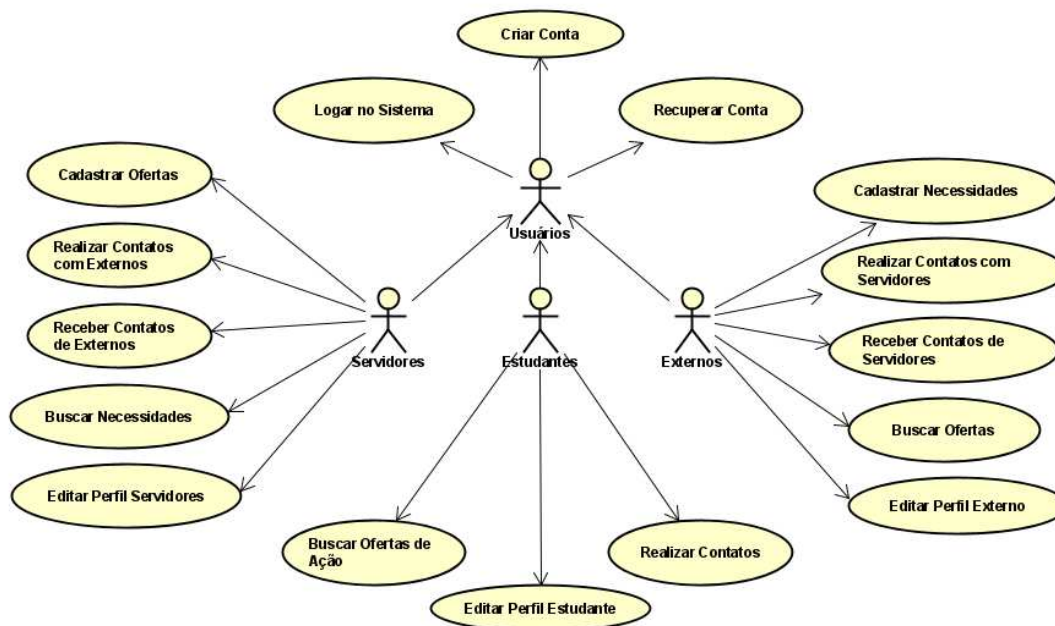 Criar Conta
Logar no Sistema
Recuperar Conta
Usuários
Cadastrar Ofertas
Realizar Contatos
com Externos
Receber Contatos
de Externos
Buscar Necessidades
Editar Perfil Servidores
Servidores
Estudantes
Externos
Cadastrar Necessidades
Realizar Contatos com
Servidores
Receber Contatos de
Servidores
Buscar Ofertas
Editar Perfil Externo
Buscar Ofertas de
Ação
Editar Perfil Estudante
Realizar Contatos